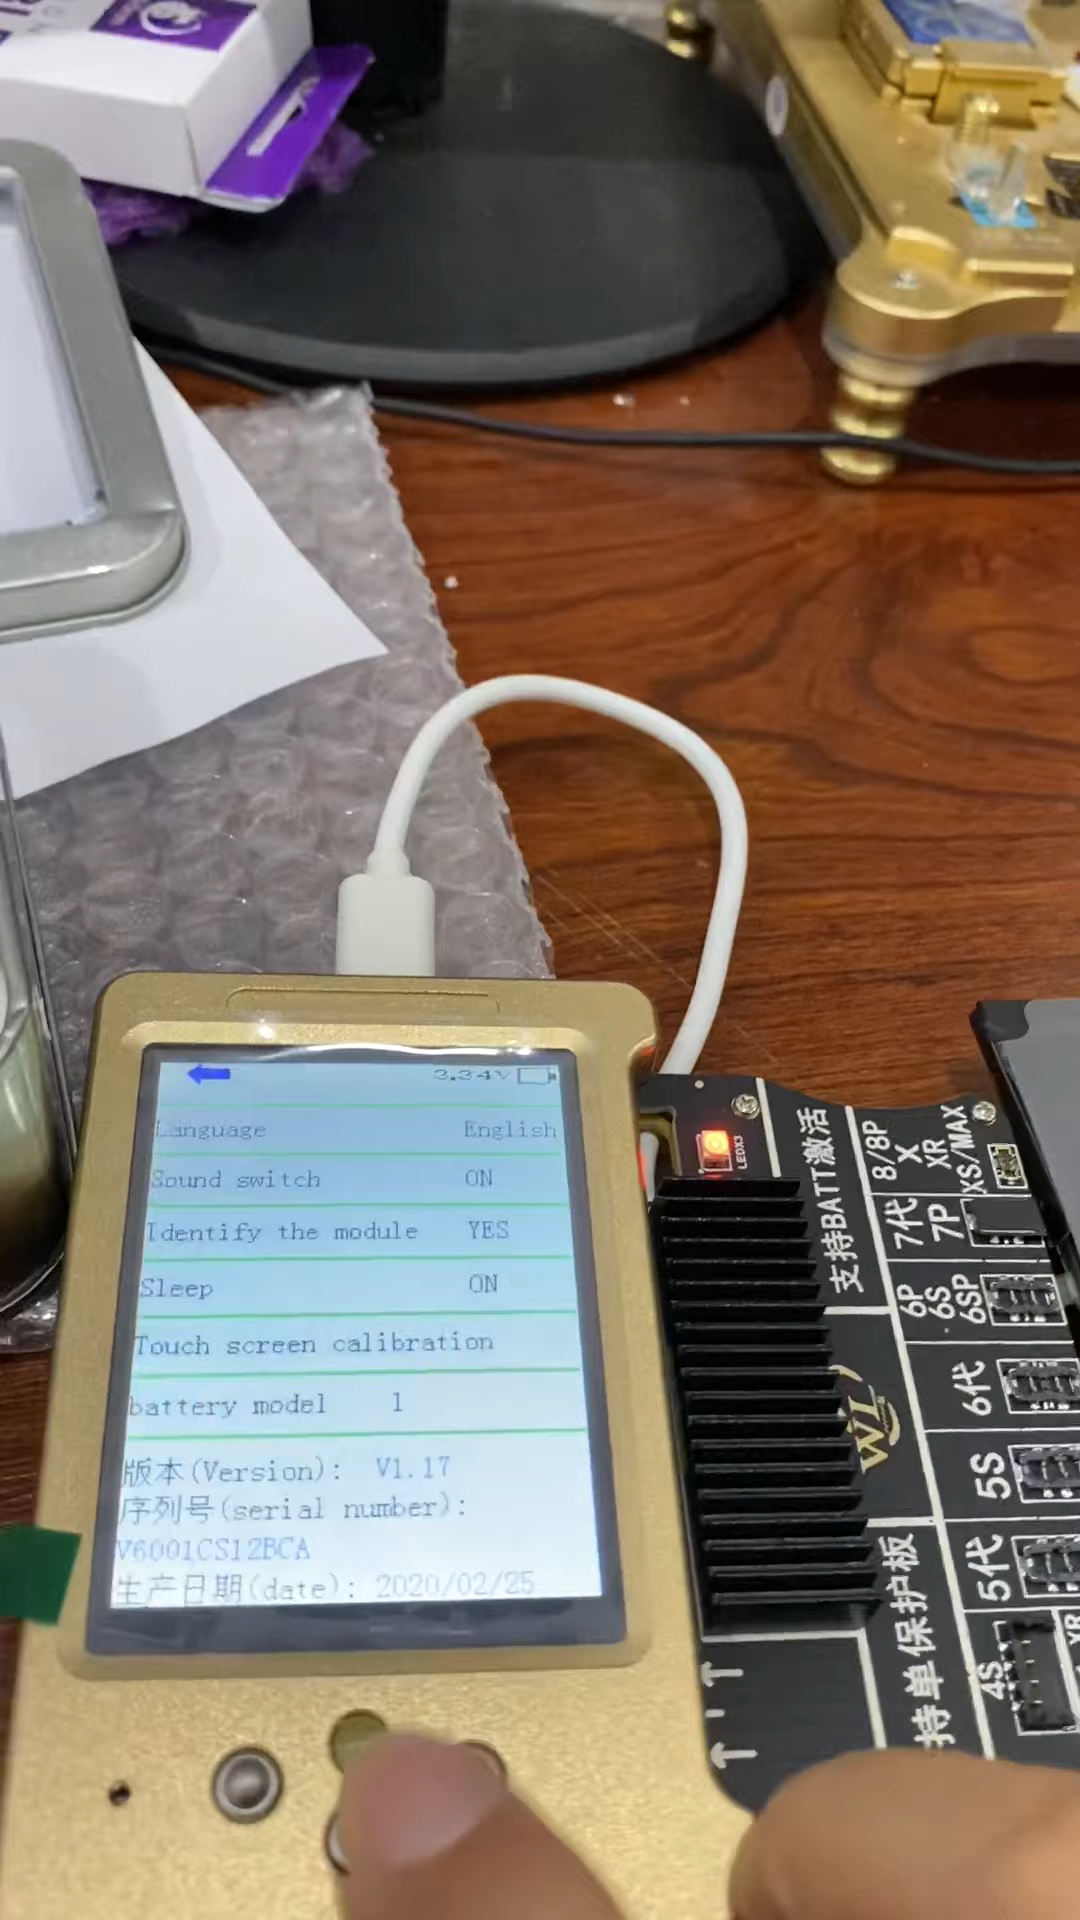 3.34V
Language English
Sound switch ON
Identify the module YES
Sleep ON
Touch screen calibration
battery model 1
版本(Version): V1.17
序列号(serial number):
V6001CS12BCA
生产日期(date): 2020/02/25
LEDX3
支持BATT激活
8/8P
X
XR
XS/MAX
7代
7P
6P
6S
6SP
6代
5S
5代
4S
XR
WL
持单保护板